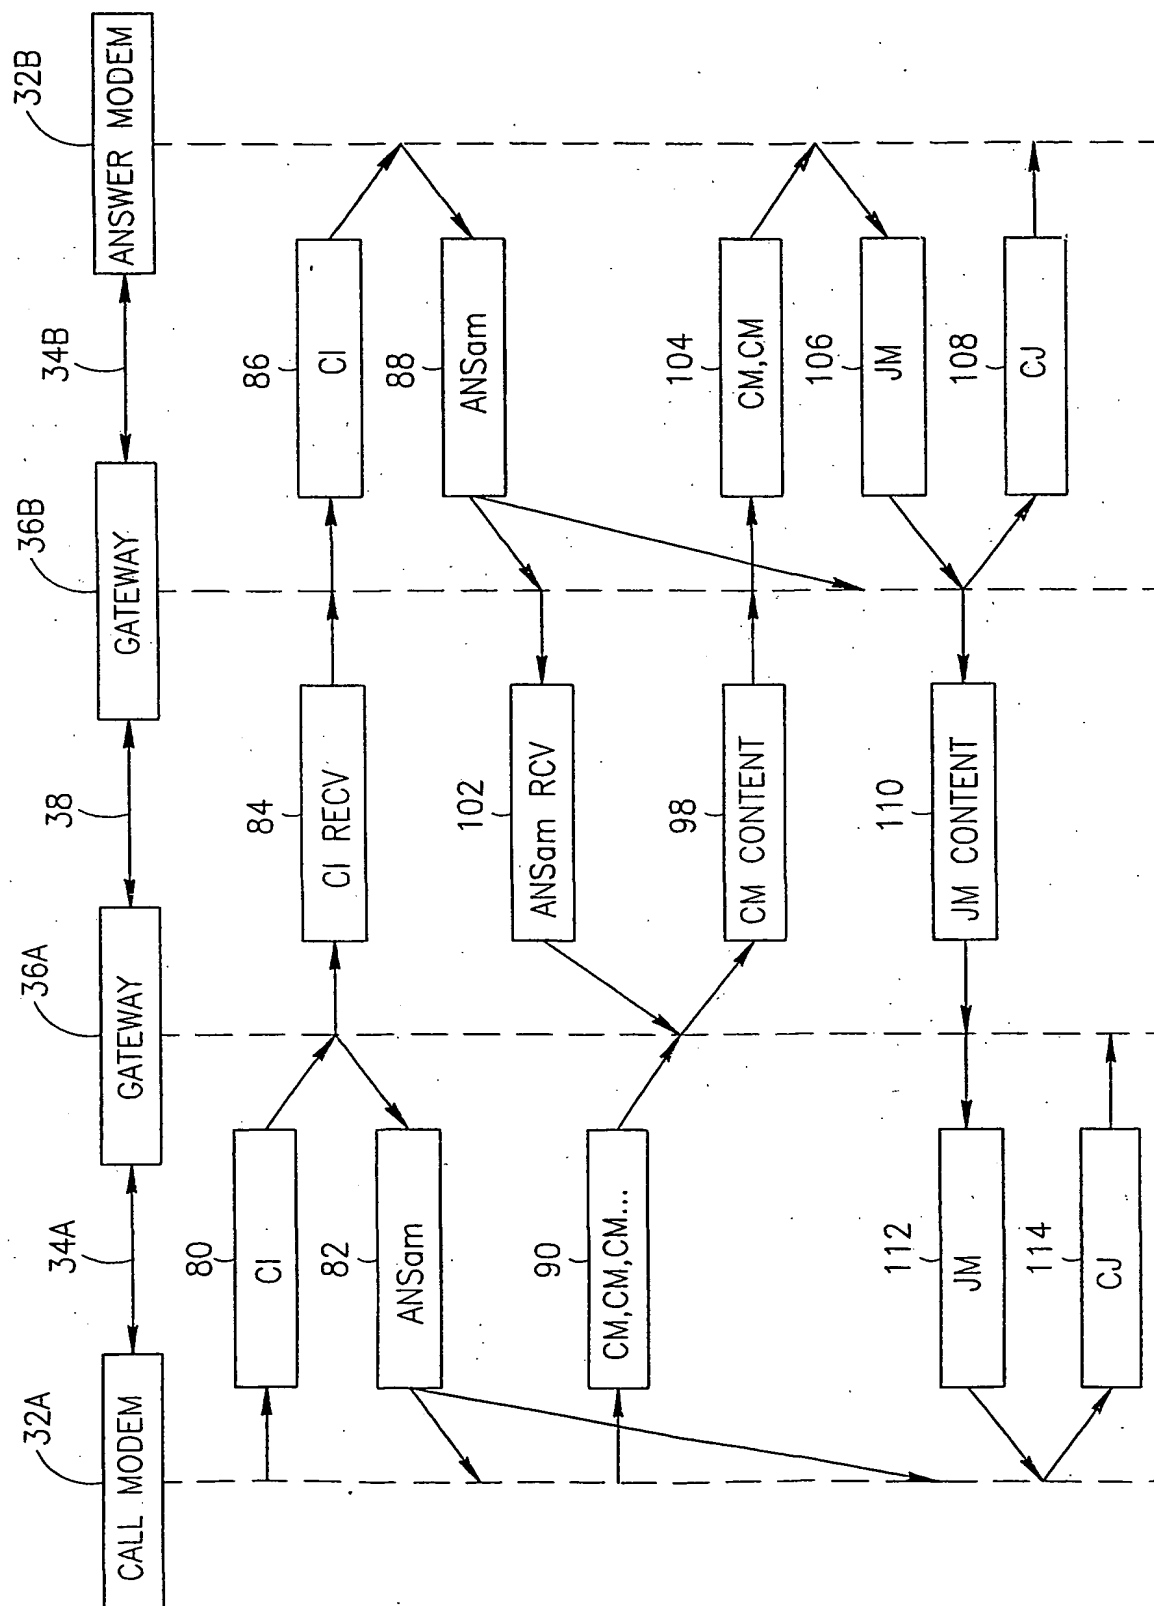 32A
34A
36A
38
36B
34B
32B
CALL MODEM
GATEWAY
GATEWAY
ANSWER MODEM
80
CI
84
CI RECV
86
CI
82
ANSam
88
ANSam
102
ANSam RCV
90
CM,CM,CM...
98
CM CONTENT
104
CM,CM
106
JM
110
JM CONTENT
112
JM
108
CJ
114
CJ